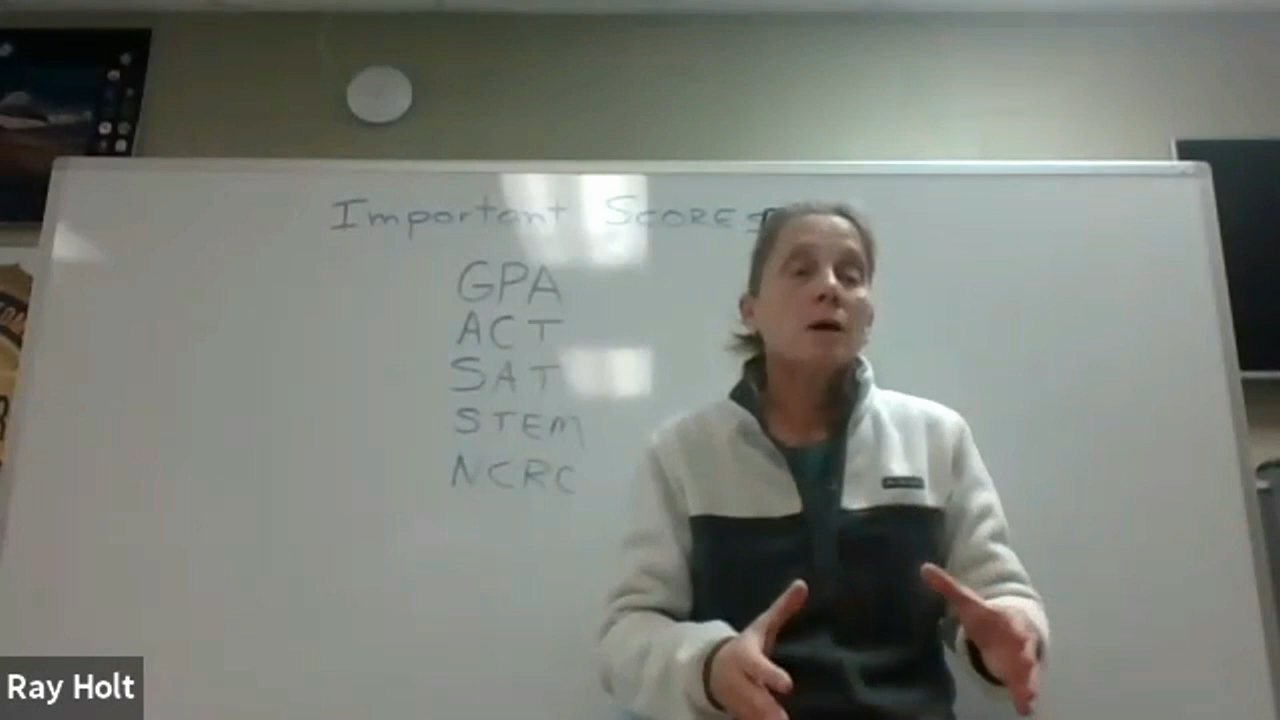 Important SCORES
GPA
ACT
SAT
STEM
NCRC
Ray Holt